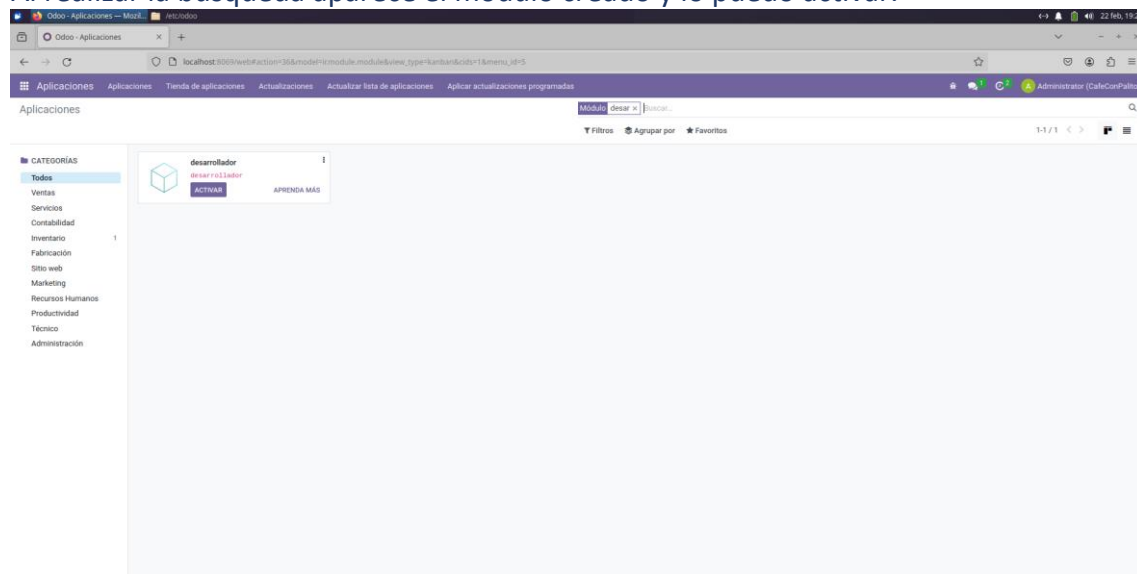 Al realizar la búsqueda aparece el módulo creado y lo puedo activar.
Odoo - Aplicaciones — Mozil... /etc/odoo 22 feb, 19:2
Odoo - Aplicaciones × +
localhost:8069/web#action=36&model=ir.module.module&view_type=kanban&cids=1&menu_id=5
Aplicaciones Aplicaciones Tienda de aplicaciones Actualizaciones Actualizar lista de aplicaciones Aplicar actualizaciones programadas 1 2 A Administrator (CafeConPalito
Aplicaciones Módulo desar × Buscar...
Filtros Agrupar por Favoritos 1-1 / 1
CATEGORÍAS
Todos
Ventas
Servicios
Contabilidad
Inventario 1
Fabricación
Sitio web
Marketing
Recursos Humanos
Productividad
Técnico
Administración
desarrollador
desarrollador
ACTIVAR APRENDA MÁS